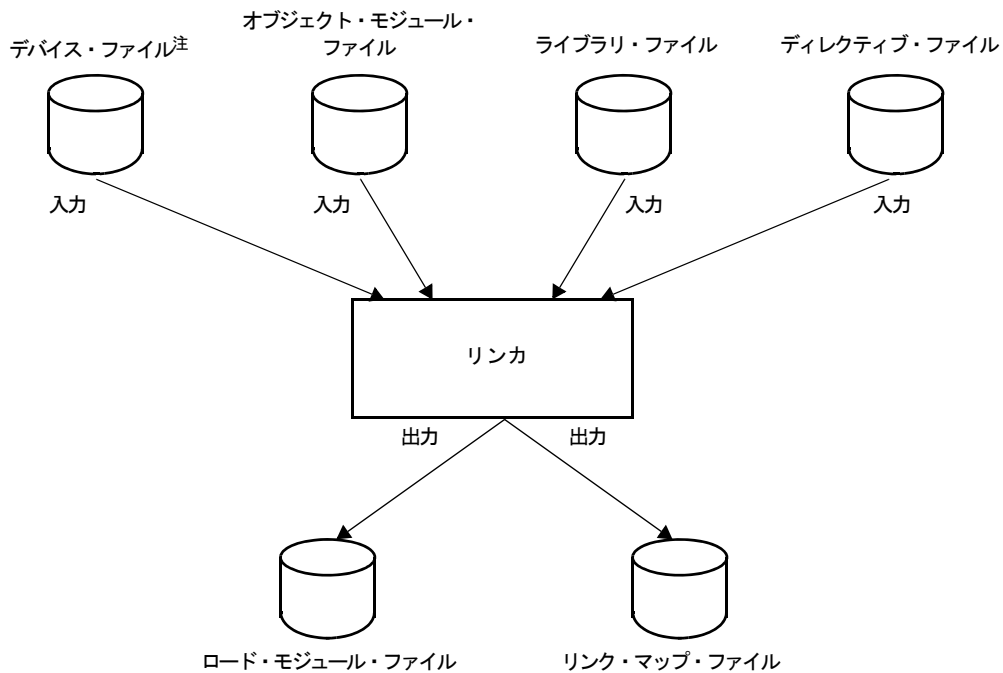 デバイス・ファイル注
オブジェクト・モジュール・
ファイル
ライブラリ・ファイル
ディレクティブ・ファイル
入力
入力
入力
入力
リンカ
出力
出力
ロード・モジュール・ファイル
リンク・マップ・ファイル